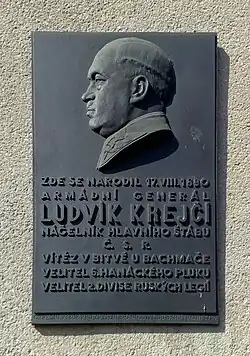 ZDE SE NARODIL 17.VIII.1890
ARMÁDNÍ GENERÁL
LUDVÍK KREJČÍ
NÁČELNÍK HLAVNÍHO ŠTÁBU
Č. S. R.
VÍTĚZ V BITVĚ U BACHMAČE
VELITEL 6.HANÁCKÉHO PLUKU
VELITEL 2.DIVISE RUSKÝCH LEGIÍ